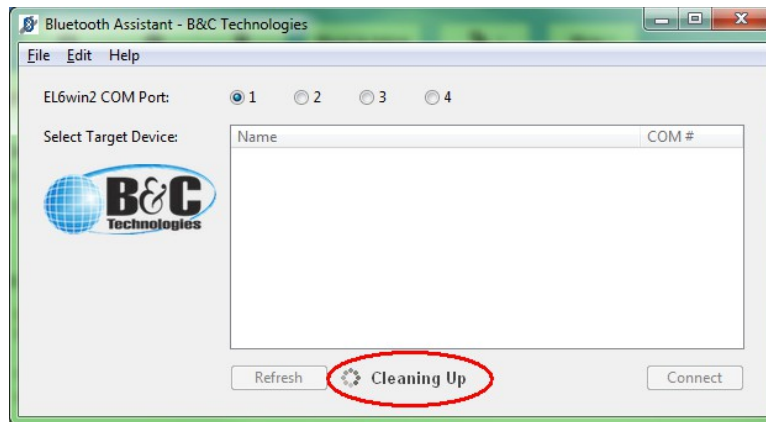 Bluetooth Assistant - B&C Technologies
File Edit Help
EL6win2 COM Port: 1 2 3 4
Select Target Device: Name COM #
B&C
Technologies
Refresh Cleaning Up Connect